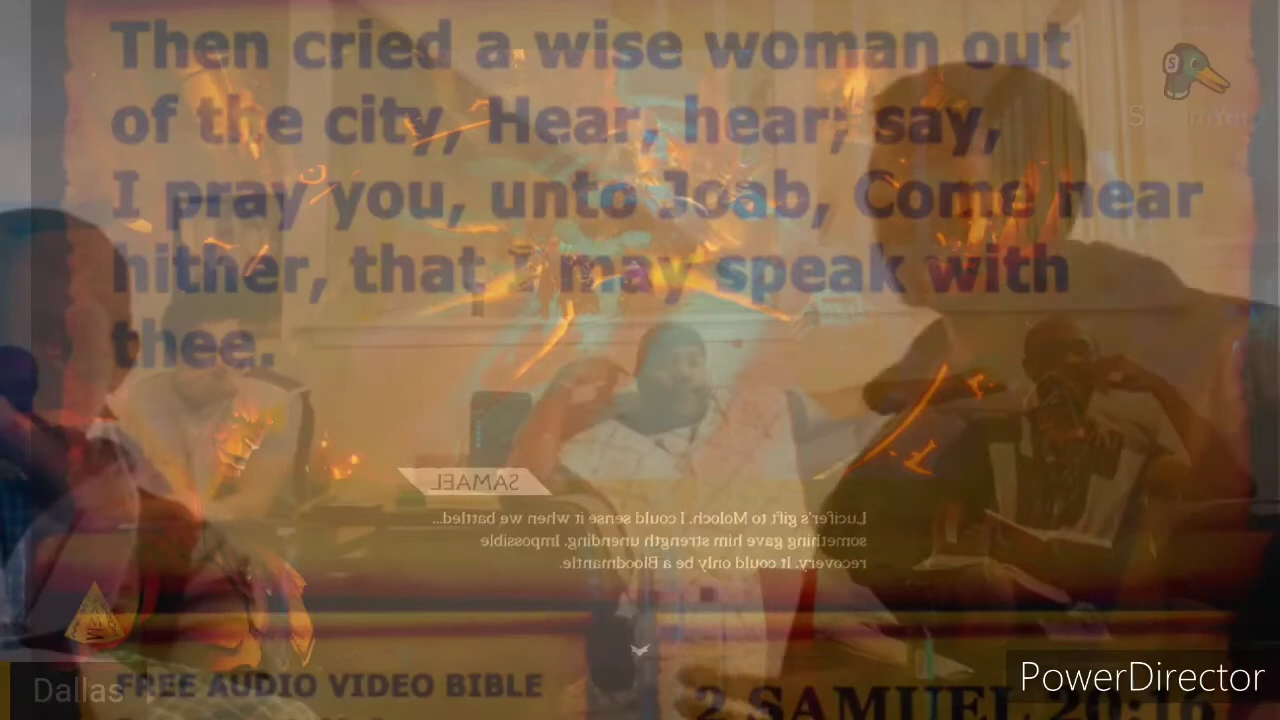 Then cried a wise woman out
of the city, Hear, hear; say,
I pray you, unto Joab, Come near
hither, that I may speak with
thee.
SAMAEL
Lucifer's gift to Moloch. I could sense it when we battled...
something gave him strength unending. Impossible
recovery. It could only be a Bloodmantle.
Dallas
FREE AUDIO VIDEO BIBLE
2 SAMUEL 20:16
PowerDirector